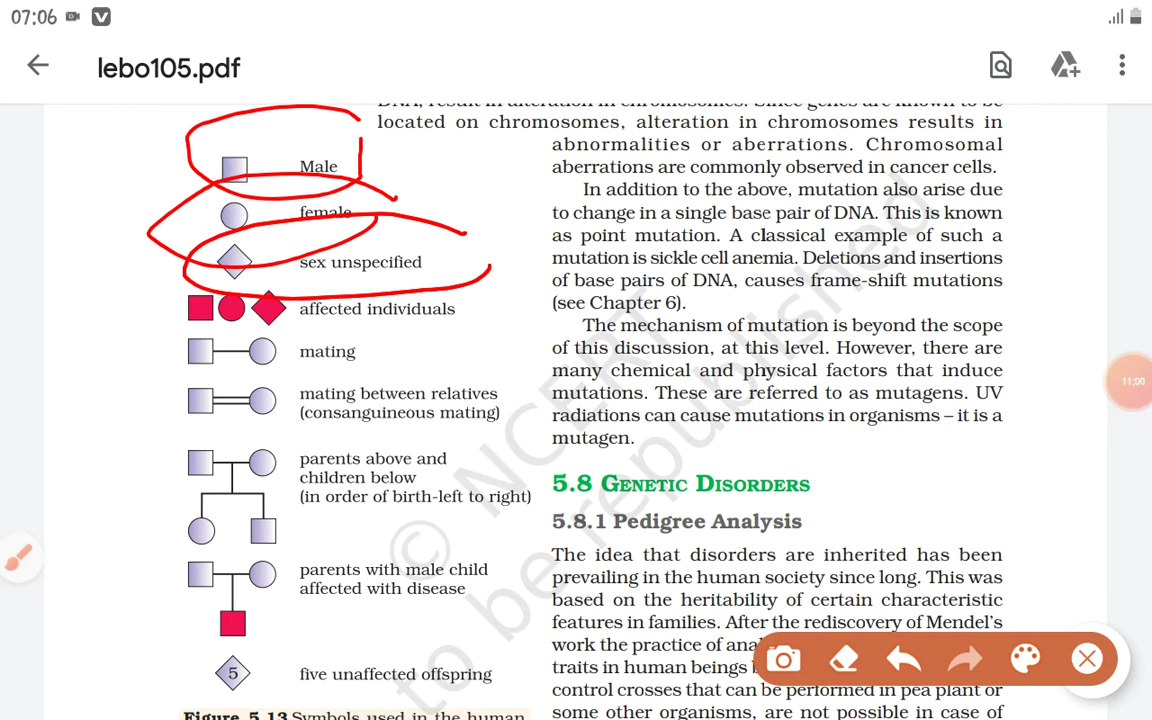 07:06
lebo105.pdf
located on chromosomes, alteration in chromosomes results in
abnormalities or aberrations. Chromosomal
aberrations are commonly observed in cancer cells.
In addition to the above, mutation also arise due
to change in a single base pair of DNA. This is known
as point mutation. A classical example of such a
mutation is sickle cell anemia. Deletions and insertions
of base pairs of DNA, causes frame-shift mutations
(see Chapter 6).
The mechanism of mutation is beyond the scope
of this discussion, at this level. However, there are
many chemical and physical factors that induce
mutations. These are referred to as mutagens. UV
radiations can cause mutations in organisms – it is a
mutagen.
5.8 GENETIC DISORDERS
5.8.1 Pedigree Analysis
The idea that disorders are inherited has been
prevailing in the human society since long. This was
based on the heritability of certain characteristic
features in families. After the rediscovery of Mendel's
work the practice of
traits in human beings
control crosses that can be performed in pea plant or
some other organisms, are not possible in case of
Male
female
sex unspecified
affected individuals
mating
mating between relatives
(consanguineous mating)
parents above and
children below
(in order of birth-left to right)
parents with male child
affected with disease
5
five unaffected offspring
Figure 5.13 Symbols used in the human
© NCERT
to be republished
11:00